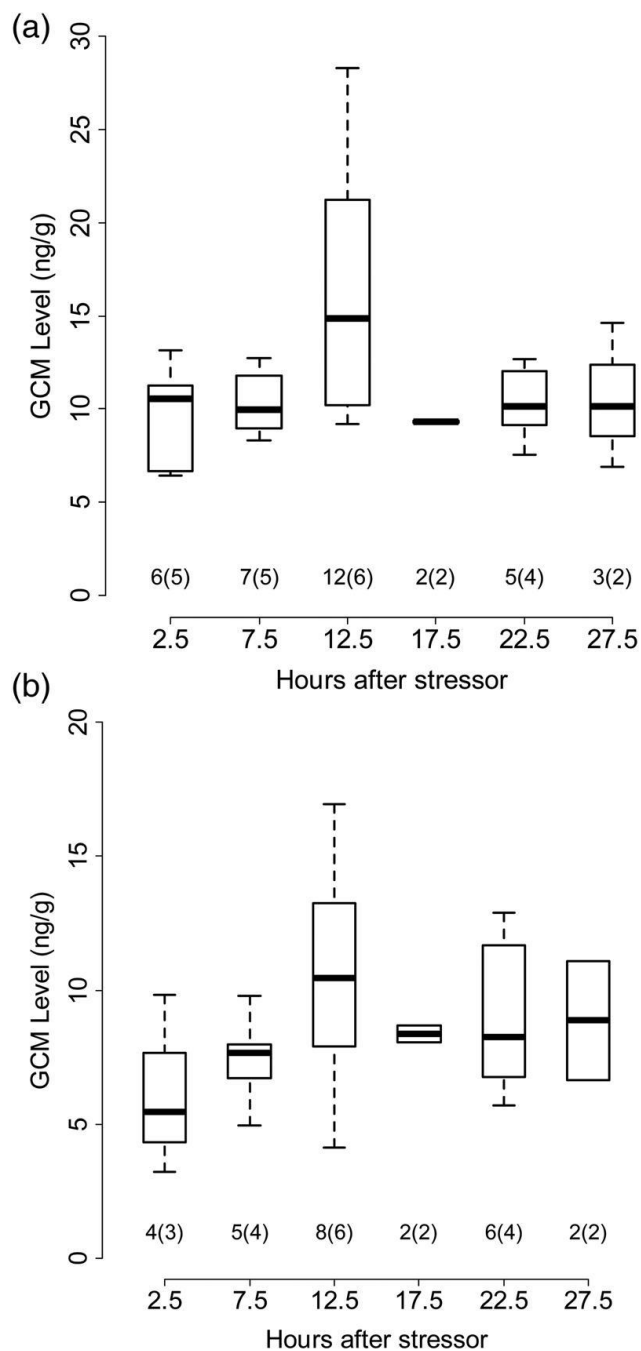 (a)
30
25
20
15
10
5
0
GCM Level (ng/g)
6(5) 7(5) 12(6) 2(2) 5(4) 3(2)
2.5 7.5 12.5 17.5 22.5 27.5
Hours after stressor
(b)
20
15
10
5
0
GCM Level (ng/g)
4(3) 5(4) 8(6) 2(2) 6(4) 2(2)
2.5 7.5 12.5 17.5 22.5 27.5
Hours after stressor